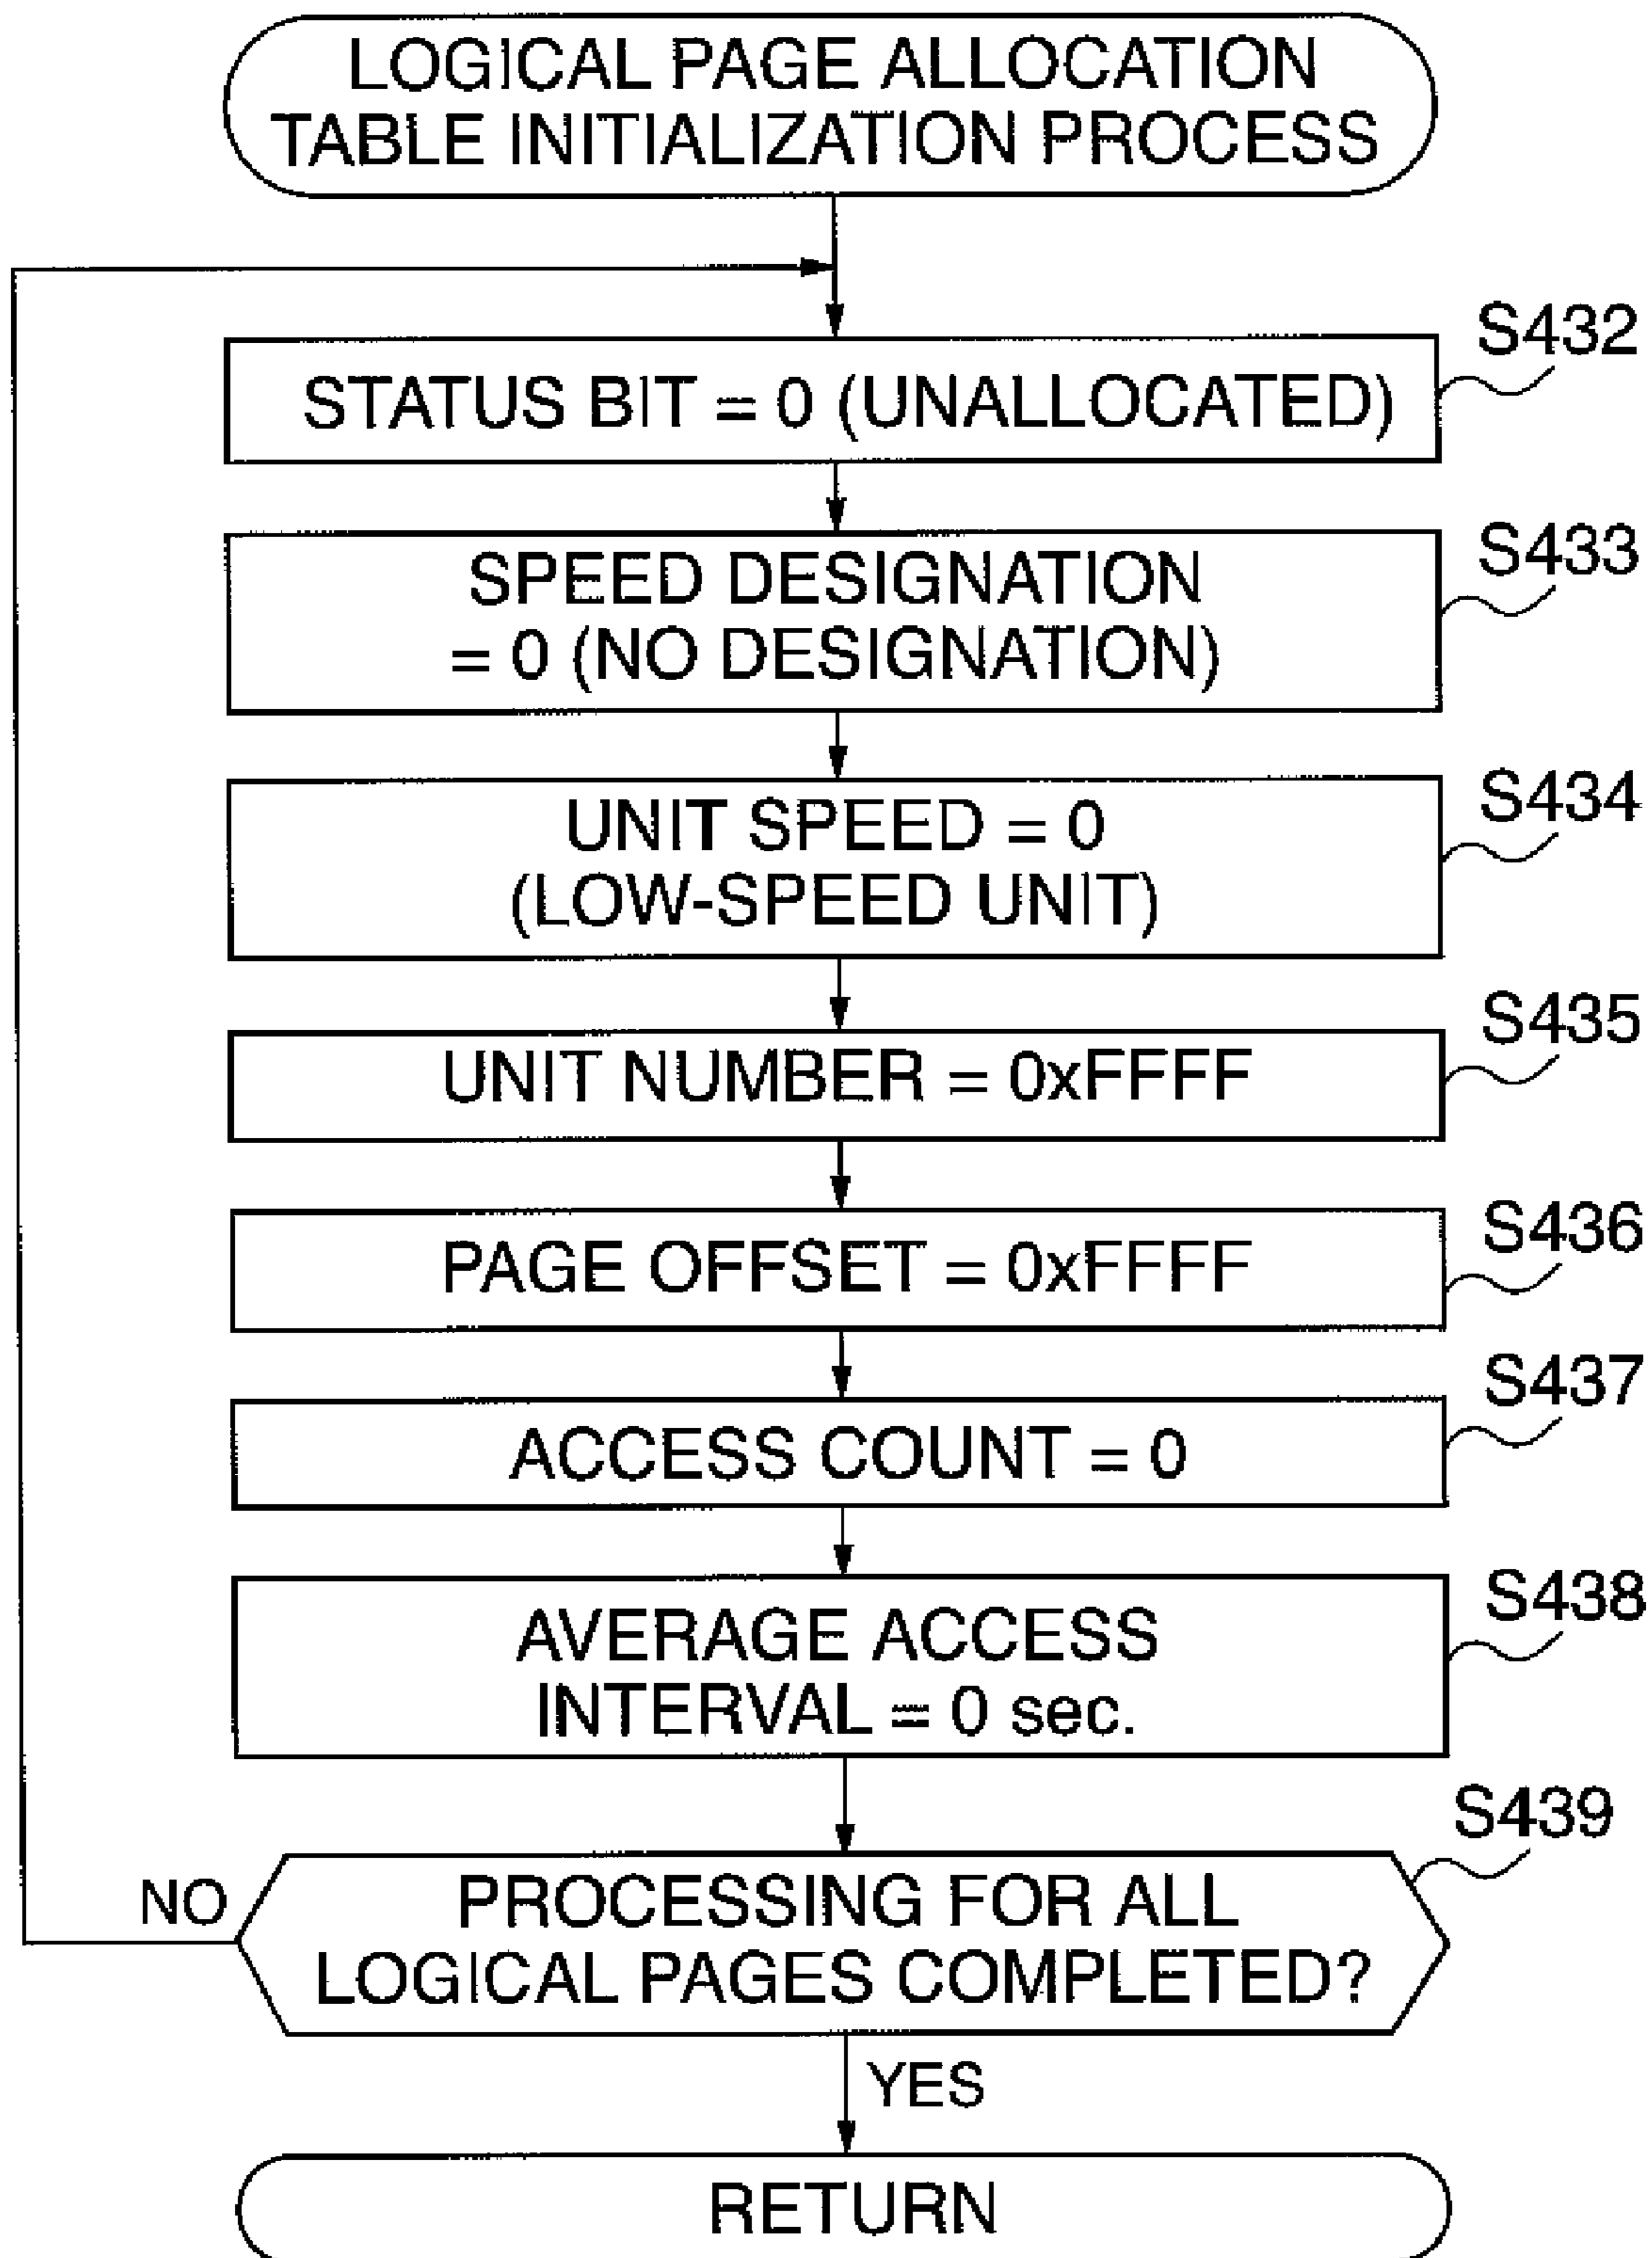 LOGICAL PAGE ALLOCATION
TABLE INITIALIZATION PROCESS
S432
STATUS BIT = 0 (UNALLOCATED)
S433
SPEED DESIGNATION
= 0 (NO DESIGNATION)
S434
UNIT SPEED = 0
(LOW-SPEED UNIT)
S435
UNIT NUMBER = 0xFFFF
S436
PAGE OFFSET = 0xFFFF
S437
ACCESS COUNT = 0
S438
AVERAGE ACCESS
INTERVAL = 0 sec.
S439
NO
PROCESSING FOR ALL
LOGICAL PAGES COMPLETED?
YES
RETURN